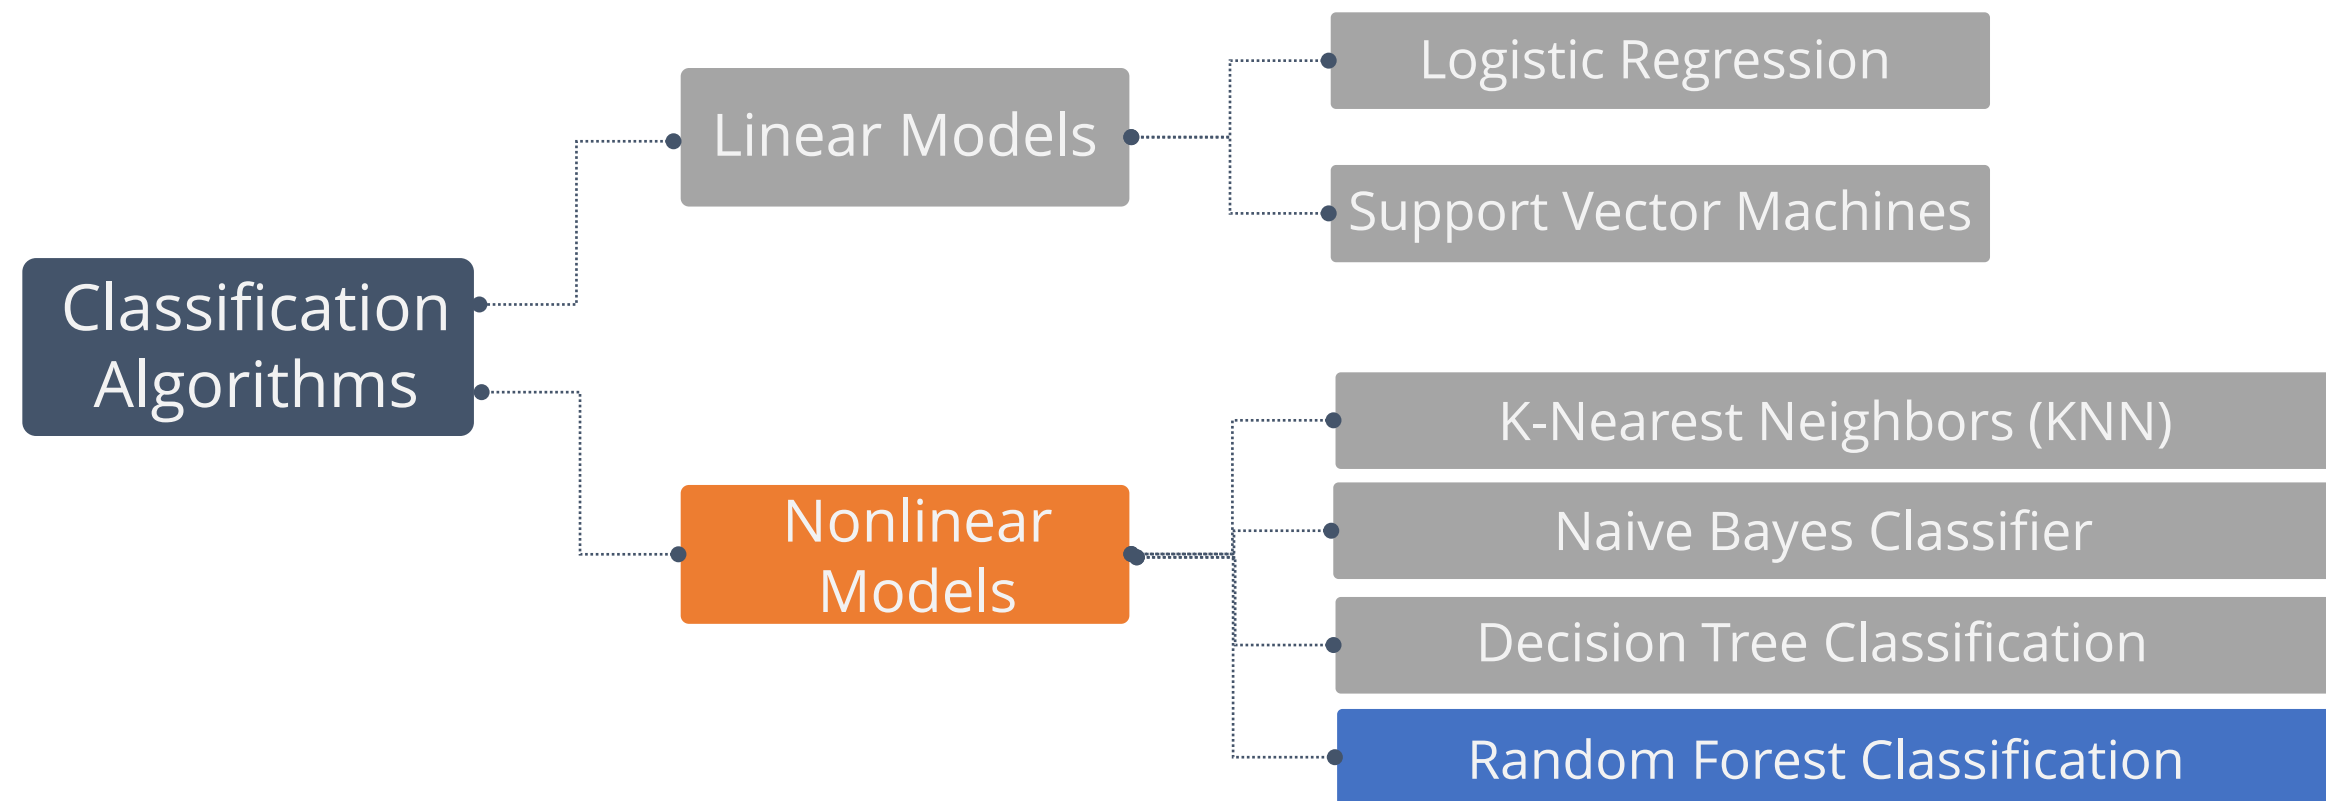 Classification
Algorithms
Linear Models
Logistic Regression
Support Vector Machines
Nonlinear
Models
K-Nearest Neighbors (KNN)
Naive Bayes Classifier
Decision Tree Classification
Random Forest Classification